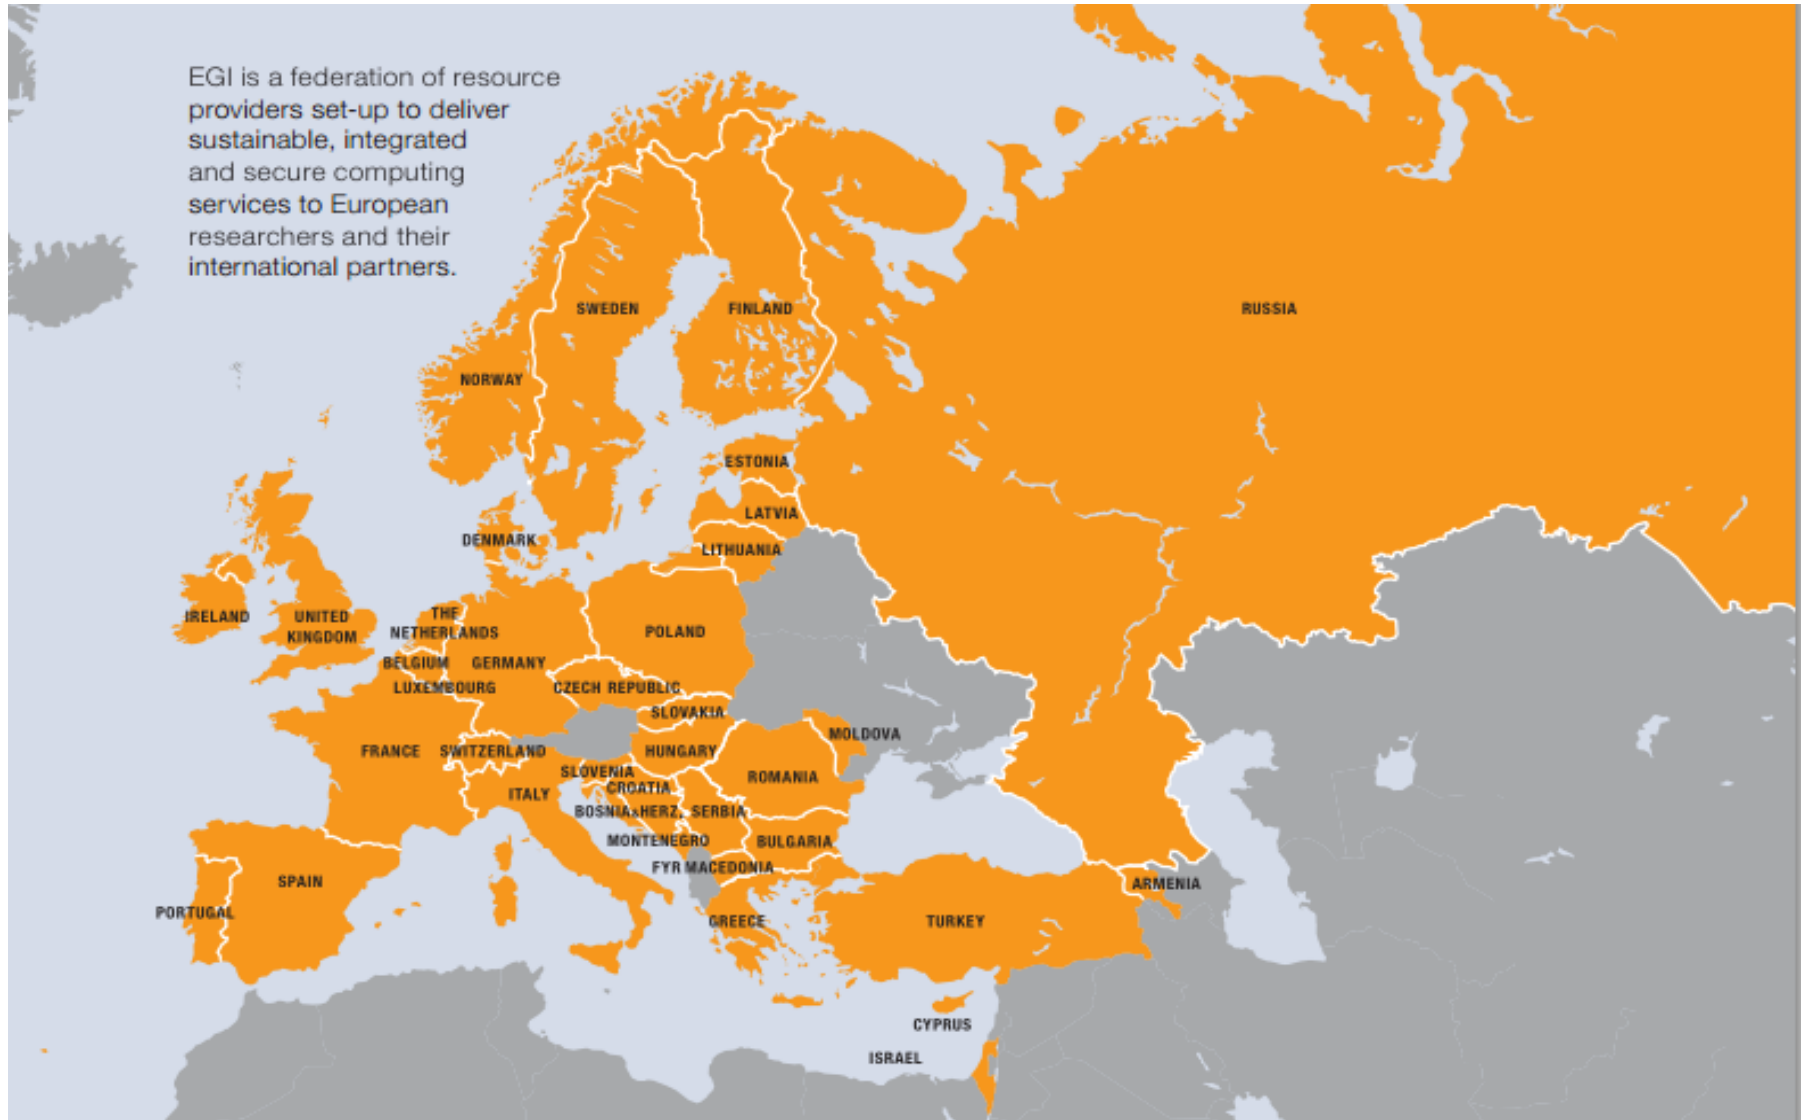 EGI is a federation of resource
providers set-up to deliver
sustainable, integrated
and secure computing
services to European
researchers and their
international partners.
SWEDEN
FINLAND
RUSSIA
NORWAY
ESTONIA
LATVIA
DENMARK
LITHUANIA
IRELAND
UNITED
KINGDOM
THE
NETHERLANDS
POLAND
BELGIUM
GERMANY
LUXEMBOURG
CZECH REPUBLIC
SLOVAKIA
MOLDOVA
FRANCE
SWITZERLAND
HUNGARY
SLOVENIA
ROMANIA
CROATIA
ITALY
BOSNIA&HERZ.
SERBIA
MONTENEGRO
BULGARIA
FYR MACEDONIA
SPAIN
ARMENIA
PORTUGAL
GREECE
TURKEY
CYPRUS
ISRAEL